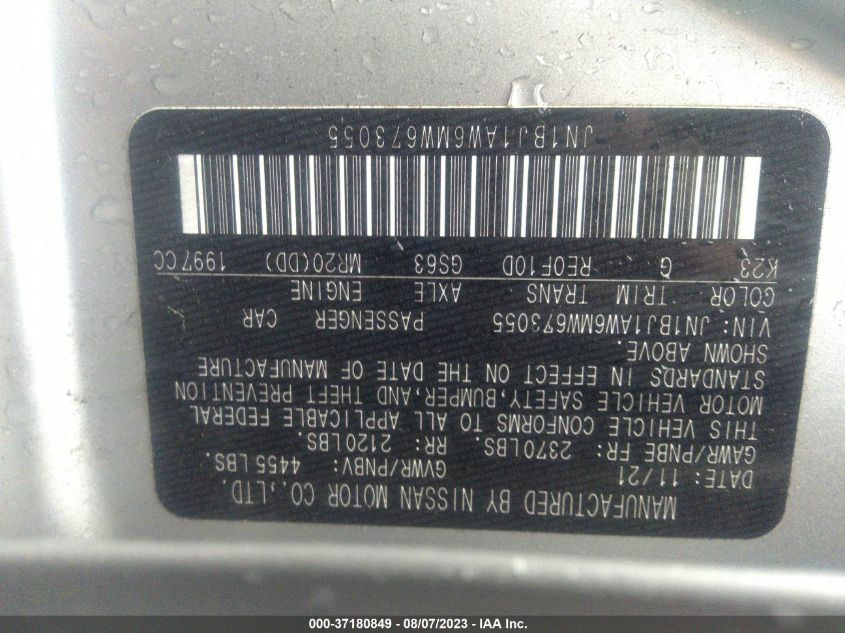 MANUFACTURED BY NISSAN MOTOR CO.,LTD.
DATE: 11/21 GVWR/PNBV: 4455 LBS.
GAWR/PNBE FR: 2370LBS. RR: 2120LBS.
THIS VEHICLE CONFORMS TO ALL APPLICABLE FEDERAL
MOTOR VEHICLE SAFETY,BUMPER,AND THEFT PREVENTION
STANDARDS IN EFFECT ON THE DATE OF MANUFACTURE
SHOWN ABOVE.
VIN: JN1BJ1AW6MW673055 PASSENGER CAR
COLOR TRIM TRANS AXLE ENGINE
K23 G RE0F10D GS63 MR20(DD) 1997CC
JN1BJ1AW6MW673055
000-37180849 - 08/07/2023 - IAA Inc.